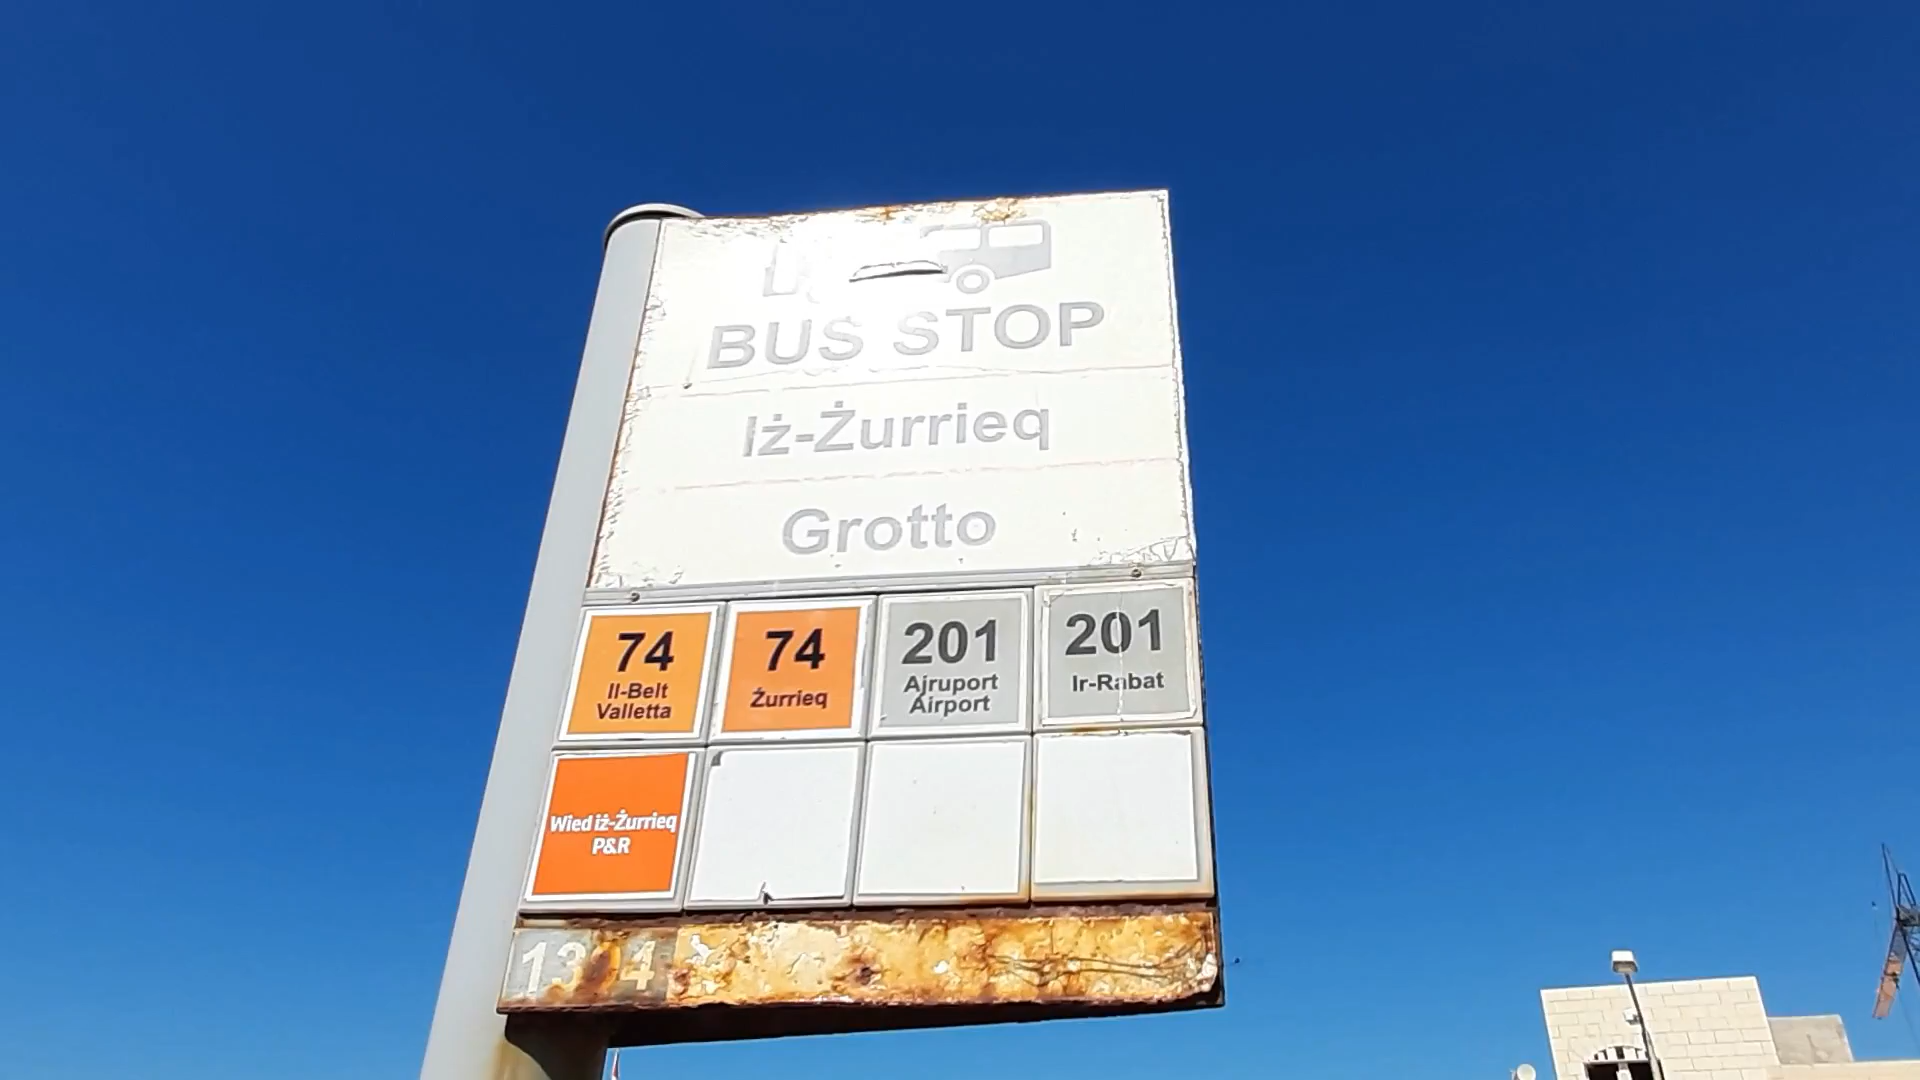 BUS STOP
Iż-Żurrieq
Grotto
74
Il-Belt
Valletta
74
Żurrieq
201
Ajruport
Airport
201
Ir-Rabat
Wied iż-Żurrieq
P&R